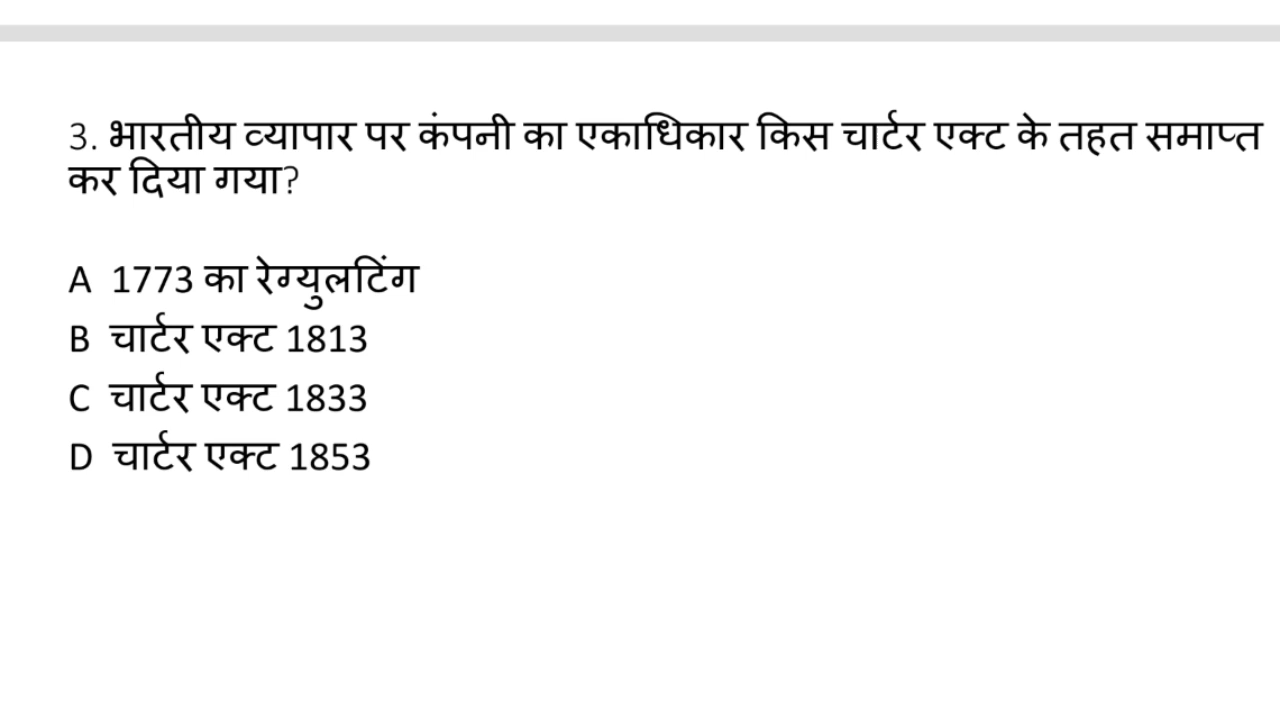 3. भारतीय व्यापार पर कंपनी का एकाधिकार किस चार्टर एक्ट के तहत समाप्त
कर दिया गया?
A 1773 का रेग्युलटिंग
B चार्टर एक्ट 1813
C चार्टर एक्ट 1833
D चार्टर एक्ट 1853